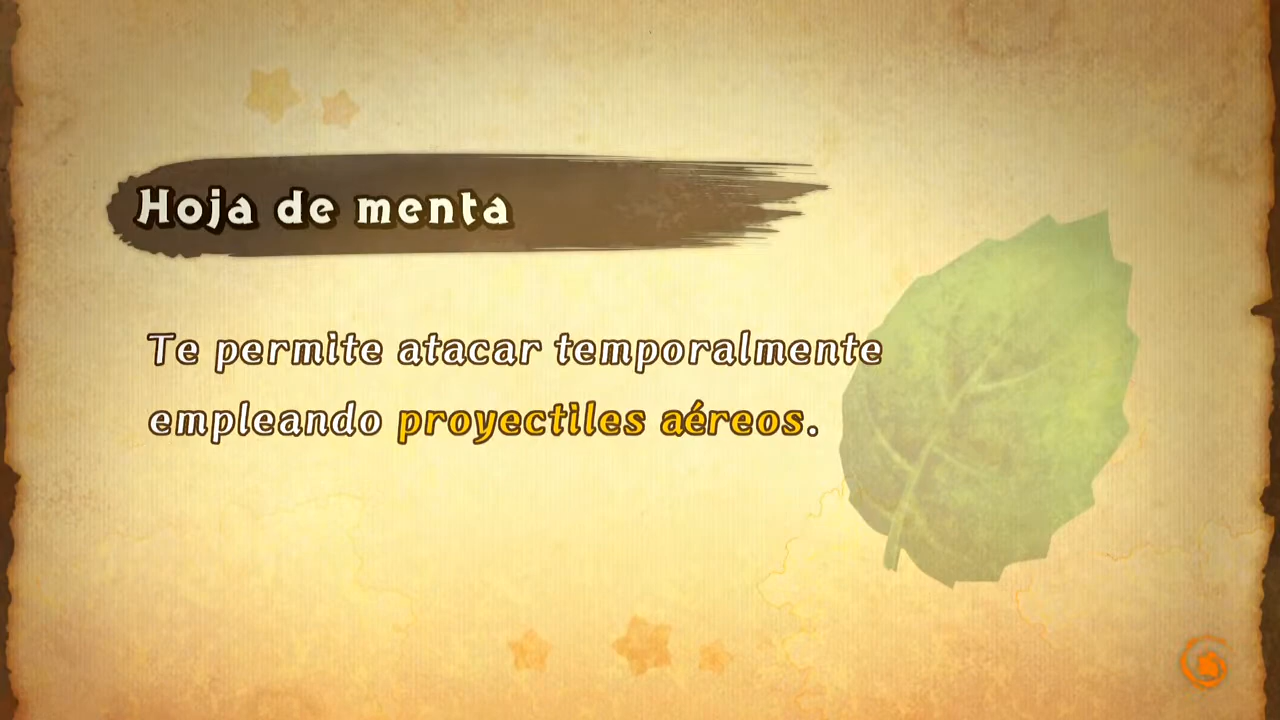 Hoja de menta
Te permite atacar temporalmente
empleando proyectiles aéreos.